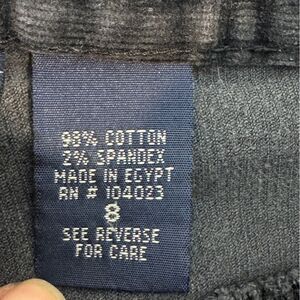 98% COTTON
2% SPANDEX
MADE IN EGYPT
RN # 104023
8
SEE REVERSE
FOR CARE